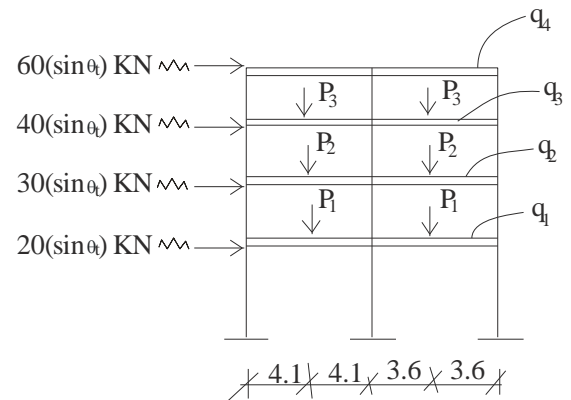 q4
60(sinθt) KN
P3 P3
q3
40(sinθt) KN
P2 P2
q2
30(sinθt) KN
P1 P1
q1
20(sinθt) KN
4.1 4.1 3.6 3.6